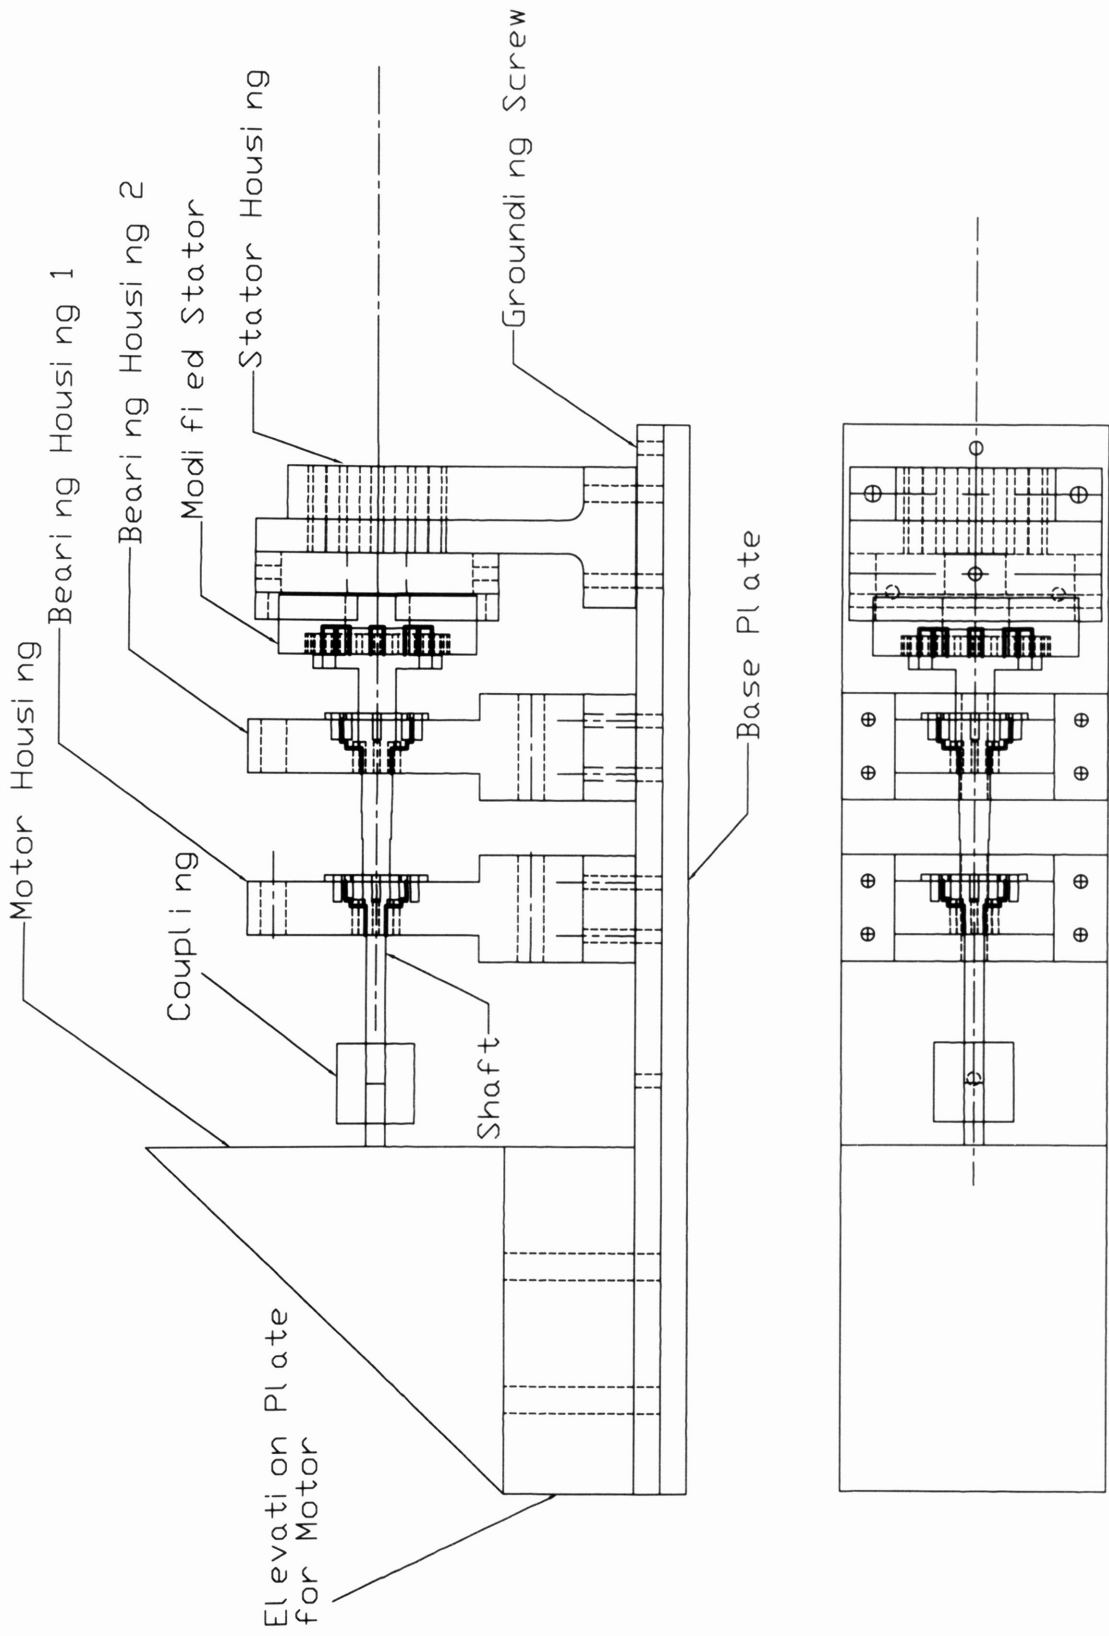 Motor Housing
Bearing Housing 1
Bearing Housing 2
Modified Stator
Stator Housing
Coupling
Grounding Screw
Shaft
Base Plate
Elevation Plate
for Motor